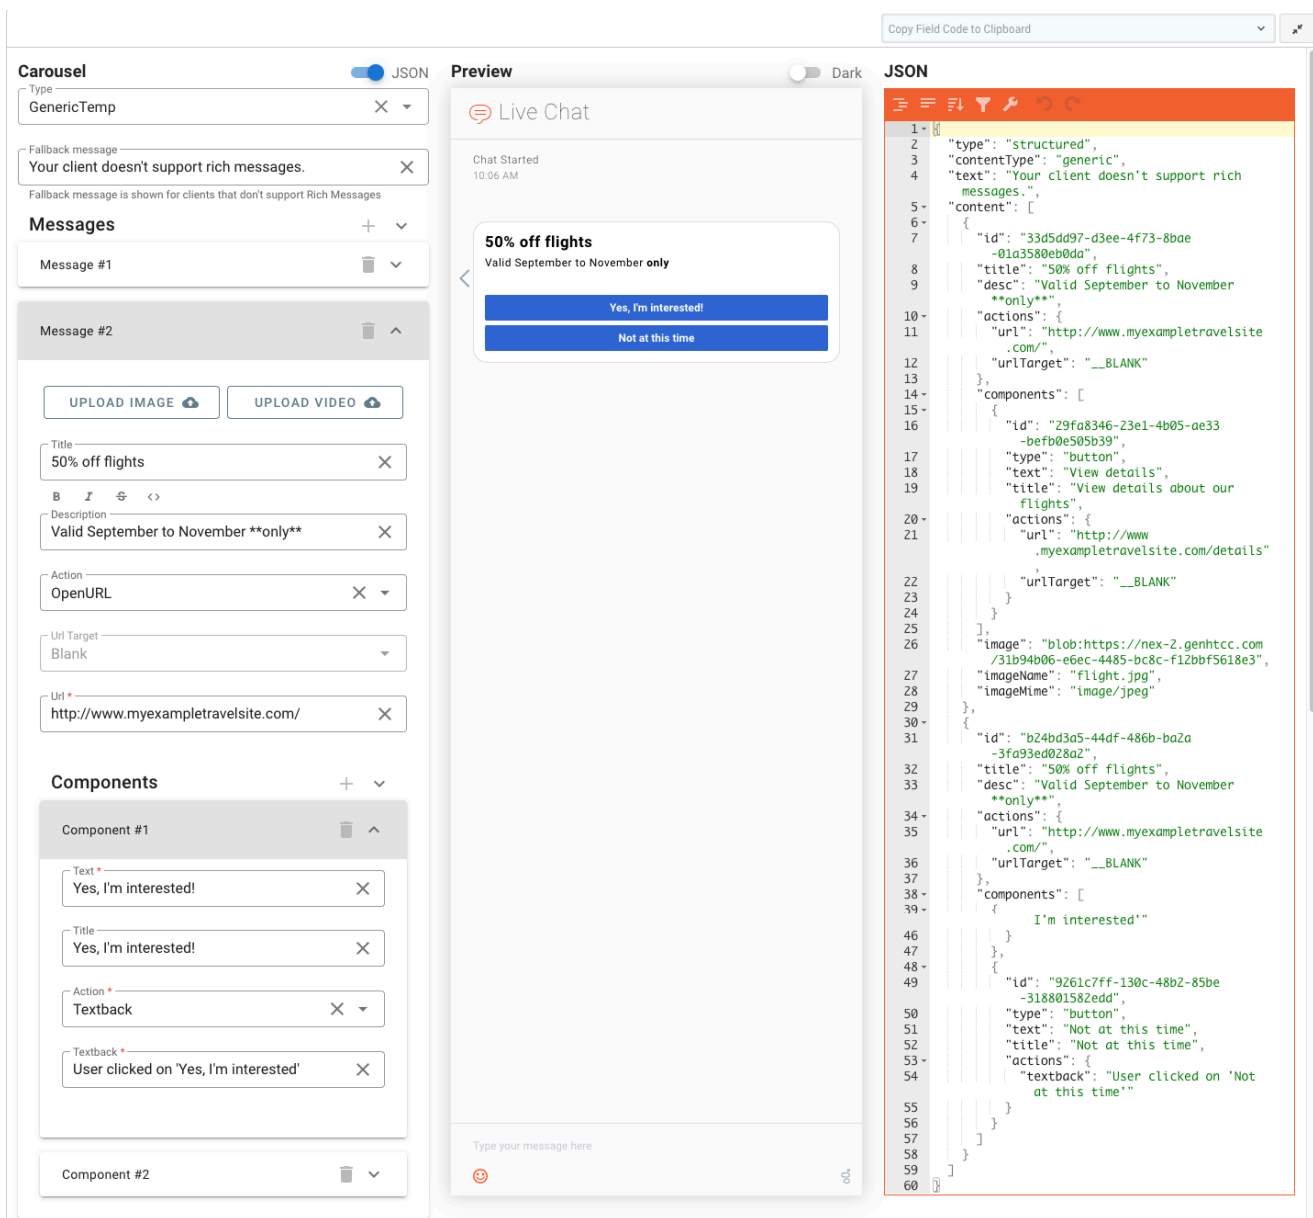 Copy Field Code to Clipboard
Carousel
JSON
Type
GenericTemp
Fallback message
Your client doesn't support rich messages.
Fallback message is shown for clients that don't support Rich Messages
Messages
Message #1
Message #2
UPLOAD IMAGE
UPLOAD VIDEO
Title
50% off flights
B I S <>
Description
Valid September to November **only**
Action
OpenURL
Url Target
Blank
Url *
http://www.myexampletravelsite.com/
Components
Component #1
Text *
Yes, I'm interested!
Title
Yes, I'm interested!
Action *
Textback
Textback *
User clicked on 'Yes, I'm interested'
Component #2
Preview
Dark
Live Chat
Chat Started
10:06 AM
50% off flights
Valid September to November only
Yes, I'm interested!
Not at this time
Type your message here
JSON
1 {
2 "type": "structured",
3 "contentType": "generic",
4 "text": "Your client doesn't support rich
messages.",
5 "content": [
6 {
7 "id": "33d5dd97-d3ee-4f73-8bae
-01a3580eb0da",
8 "title": "50% off flights",
9 "desc": "Valid September to November
**only**",
10 "actions": {
11 "url": "http://www.myexampletravelsite
.com/",
12 "urlTarget": "__BLANK"
13 },
14 "components": [
15 {
16 "id": "29fa8346-23e1-4b05-ae33
-befb0e505b39",
17 "type": "button",
18 "text": "View details",
19 "title": "View details about our
flights",
20 "actions": {
21 "url": "http://www
.myexampletravelsite.com/details"
,
22 "urlTarget": "__BLANK"
23 }
24 }
25 ],
26 "image": "blob:https://nex-2.genhtcc.com
/31b94b06-e6ec-4485-bc8c-f12bbf5618e3",
27 "imageName": "flight.jpg",
28 "imageMime": "image/jpeg"
29 },
30 {
31 "id": "b24bd3a5-44df-486b-ba2a
-3fa93ed028a2",
32 "title": "50% off flights",
33 "desc": "Valid September to November
**only**",
34 "actions": {
35 "url": "http://www.myexampletravelsite
.com/",
36 "urlTarget": "__BLANK"
37 },
38 "components": [
39 {
I'm interested'"
46 }
47 },
48 {
49 "id": "9261c7ff-130c-48b2-85be
-318801582edd",
50 "type": "button",
51 "text": "Not at this time",
52 "title": "Not at this time",
53 "actions": {
54 "textback": "User clicked on 'Not
at this time'"
55 }
56 }
57 ]
58 }
59 ]
60 }